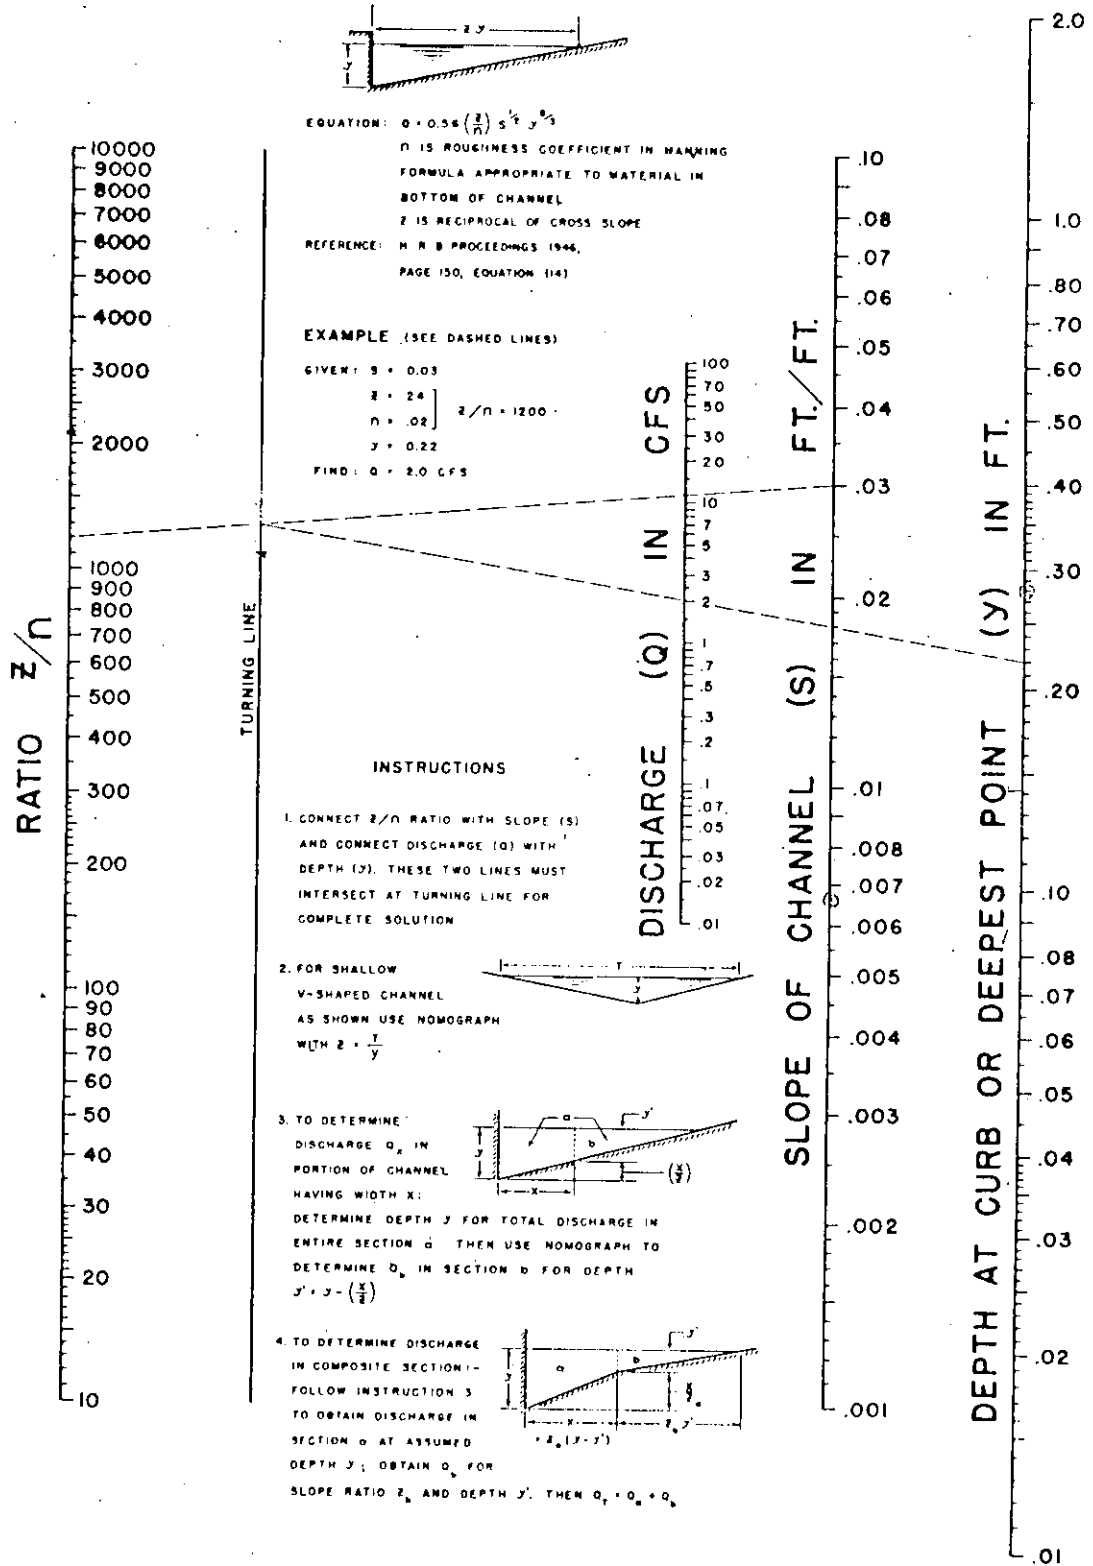 z y
y
EQUATION: Q = 0.56 (z/n) s^1/2 y^8/3
n IS ROUGHNESS COEFFICIENT IN MANNING
FORMULA APPROPRIATE TO MATERIAL IN
BOTTOM OF CHANNEL
z IS RECIPROCAL OF CROSS SLOPE
REFERENCE: H R B PROCEEDINGS 1946,
PAGE 150, EQUATION (14)
EXAMPLE (SEE DASHED LINES)
GIVEN: s = 0.03
z = 24
n = .02
z/n = 1200
y = 0.22
FIND: Q = 2.0 CFS
RATIO z/n
10000
9000
8000
7000
6000
5000
4000
3000
2000
1000
900
800
700
600
500
400
300
200
100
90
80
70
60
50
40
30
20
10
TURNING LINE
INSTRUCTIONS
1. CONNECT z/n RATIO WITH SLOPE (S)
AND CONNECT DISCHARGE (Q) WITH
DEPTH (y). THESE TWO LINES MUST
INTERSECT AT TURNING LINE FOR
COMPLETE SOLUTION
2. FOR SHALLOW
V-SHAPED CHANNEL
AS SHOWN USE NOMOGRAPH
WITH z = T/y
T
y
3. TO DETERMINE
DISCHARGE Qx IN
PORTION OF CHANNEL
HAVING WIDTH X:
DETERMINE DEPTH y FOR TOTAL DISCHARGE IN
ENTIRE SECTION a THEN USE NOMOGRAPH TO
DETERMINE Qb IN SECTION b FOR DEPTH
y' = y - (x/z)
a
b
y'
y
x
(x/z)
4. TO DETERMINE DISCHARGE
IN COMPOSITE SECTION:-
FOLLOW INSTRUCTION 3
TO OBTAIN DISCHARGE IN
SECTION a AT ASSUMED
DEPTH y; OBTAIN Qb FOR
SLOPE RATIO zb AND DEPTH y'. THEN QT = Qa + Qb
y'
a
b
y
x
x/za
zb y'
= za (y-y')
DISCHARGE (Q) IN CFS
100
70
50
30
20
10
7
5
3
2
1
.7
.5
.3
.2
.1
.07
.05
.03
.02
.01
SLOPE OF CHANNEL (S) IN FT./FT.
.10
.08
.07
.06
.05
.04
.03
.02
.01
.008
.007
.006
.005
.004
.003
.002
.001
DEPTH AT CURB OR DEEPEST POINT (y) IN FT.
2.0
1.0
.80
.70
.60
.50
.40
.30
.20
.10
.08
.07
.06
.05
.04
.03
.02
.01